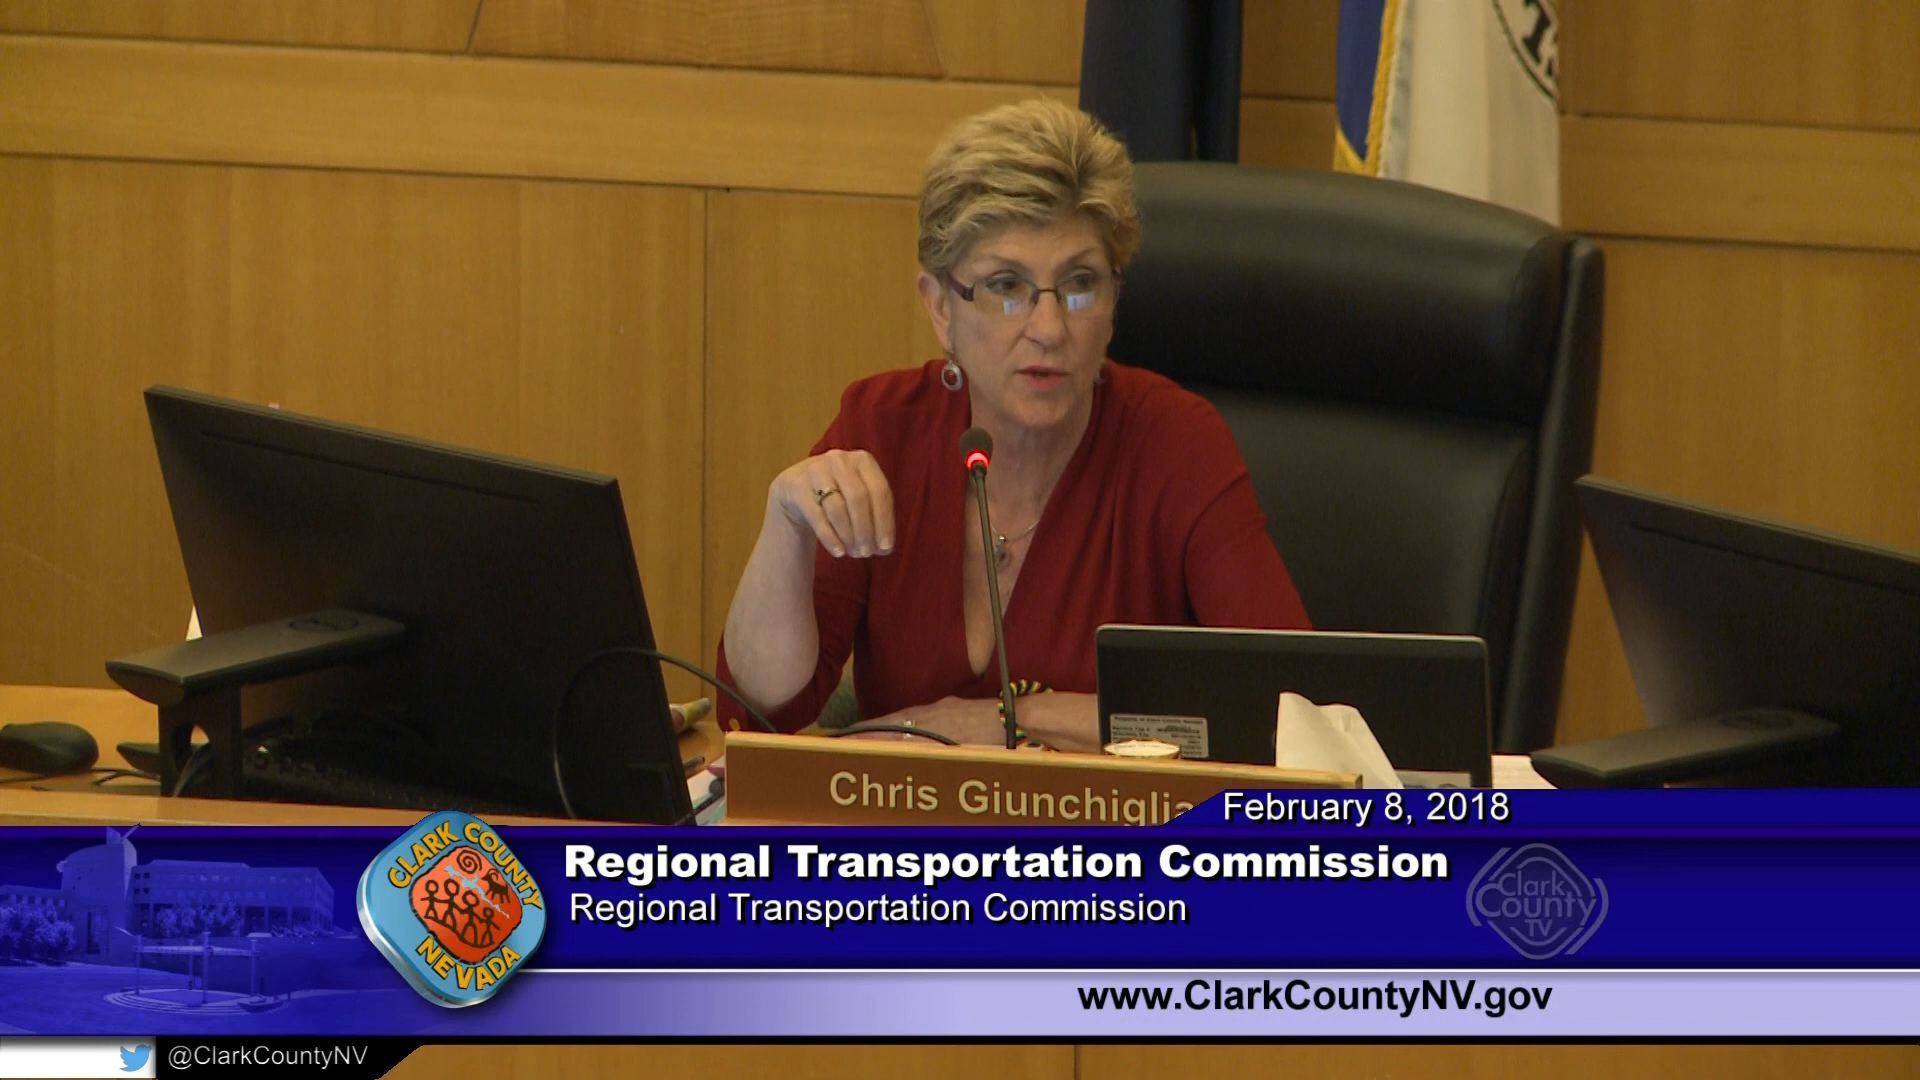 Chris Giunchiglia
February 8, 2018
Regional Transportation Commission
Regional Transportation Commission
CLARK COUNTY
NEVADA
Clark
County
TV
www.ClarkCountyNV.gov
@ClarkCountyNV